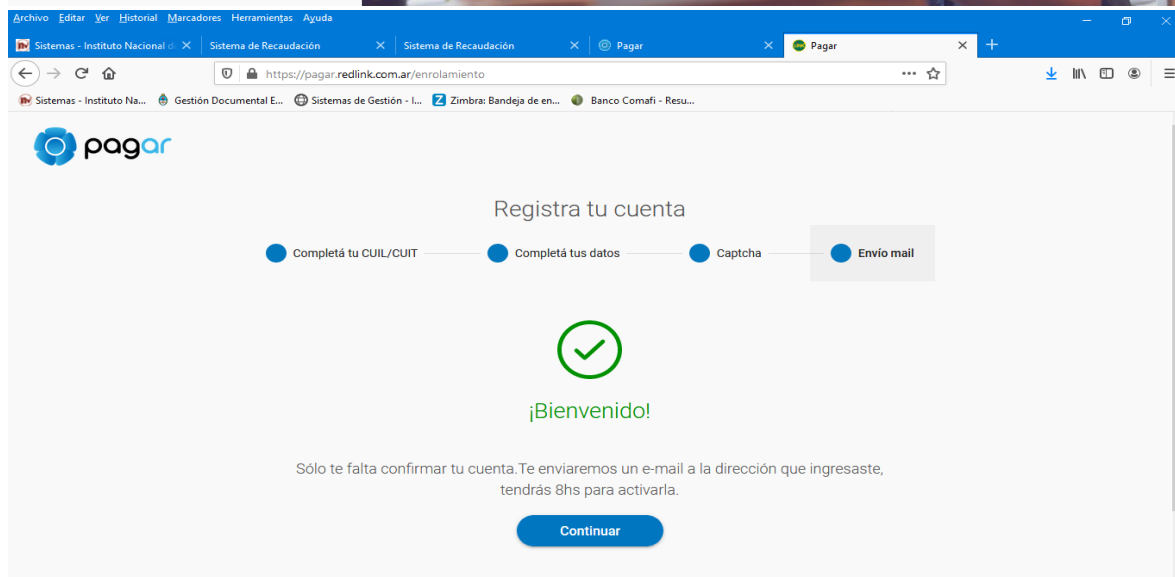 Archivo Editar Ver Historial Marcadores Herramientas Ayuda
Sistemas - Instituto Nacional de Sistema de Recaudación Sistema de Recaudación Pagar Pagar
https://pagar.redlink.com.ar/enrolamiento
Sistemas - Instituto Na... Gestión Documental E... Sistemas de Gestión - I... Zimbra: Bandeja de en... Banco Comafi - Resu...
pagar
Registra tu cuenta
Completá tu CUIL/CUIT Completá tus datos Captcha Envío mail
¡Bienvenido!
Sólo te falta confirmar tu cuenta.Te enviaremos un e-mail a la dirección que ingresaste,
tendrás 8hs para activarla.
Continuar